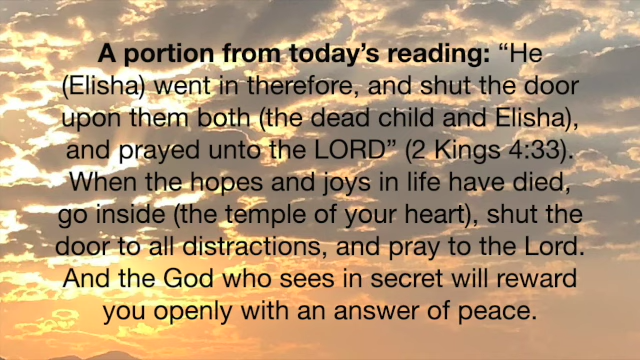 A portion from today’s reading: “He
(Elisha) went in therefore, and shut the door
upon them both (the dead child and Elisha),
and prayed unto the LORD” (2 Kings 4:33).
When the hopes and joys in life have died,
go inside (the temple of your heart), shut the
door to all distractions, and pray to the Lord.
And the God who sees in secret will reward
you openly with an answer of peace.